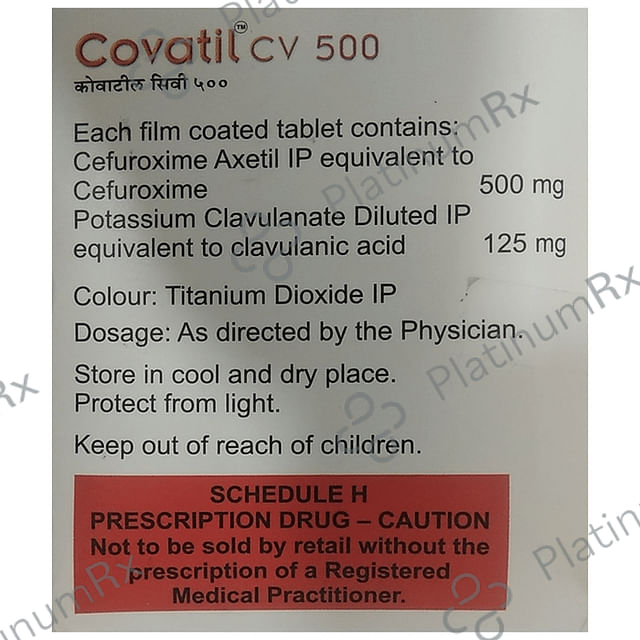 Covatil™ CV 500
कोवाटील सिवी ५००
Each film coated tablet contains:
Cefuroxime Axetil IP equivalent to
Cefuroxime 500 mg
Potassium Clavulanate Diluted IP
equivalent to clavulanic acid 125 mg
Colour: Titanium Dioxide IP
Dosage: As directed by the Physician.
Store in cool and dry place.
Protect from light.
Keep out of reach of children.
SCHEDULE H
PRESCRIPTION DRUG – CAUTION
Not to be sold by retail without the
prescription of a Registered
Medical Practitioner.
PlatinumRx
PlatinumRx